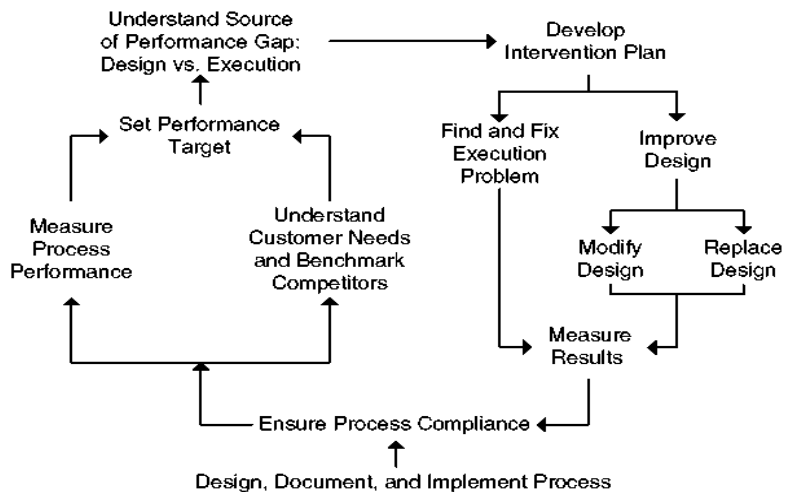 Understand Source
of Performance Gap:
Design vs. Execution
Develop
Intervention Plan
Set Performance
Target
Find and Fix
Execution
Problem
Improve
Design
Measure
Process
Performance
Understand
Customer Needs
and Benchmark
Competitors
Modify
Design
Replace
Design
Measure
Results
Ensure Process Compliance
Design, Document, and Implement Process